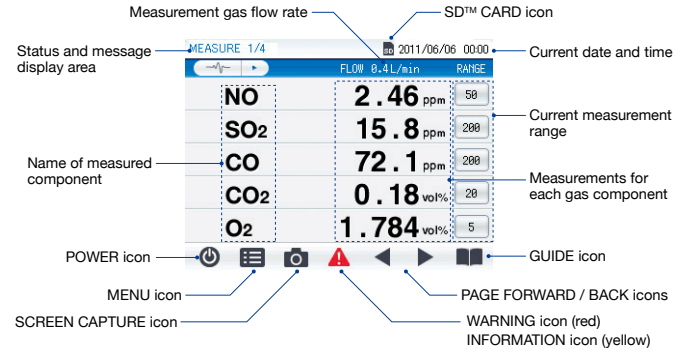 Measurement gas flow rate
SD™ CARD icon
Status and message
display area
MEASURE 1/4
SD
2011/06/06 00:00
Current date and time
FLOW 0.4L/min
RANGE
NO
2.46 ppm
50
SO2
15.8 ppm
200
Current measurement
range
CO
72.1 ppm
200
Name of measured
component
CO2
0.18 vol%
20
Measurements for
each gas component
O2
1.784 vol%
5
POWER icon
GUIDE icon
MENU icon
PAGE FORWARD / BACK icons
SCREEN CAPTURE icon
WARNING icon (red)
INFORMATION icon (yellow)